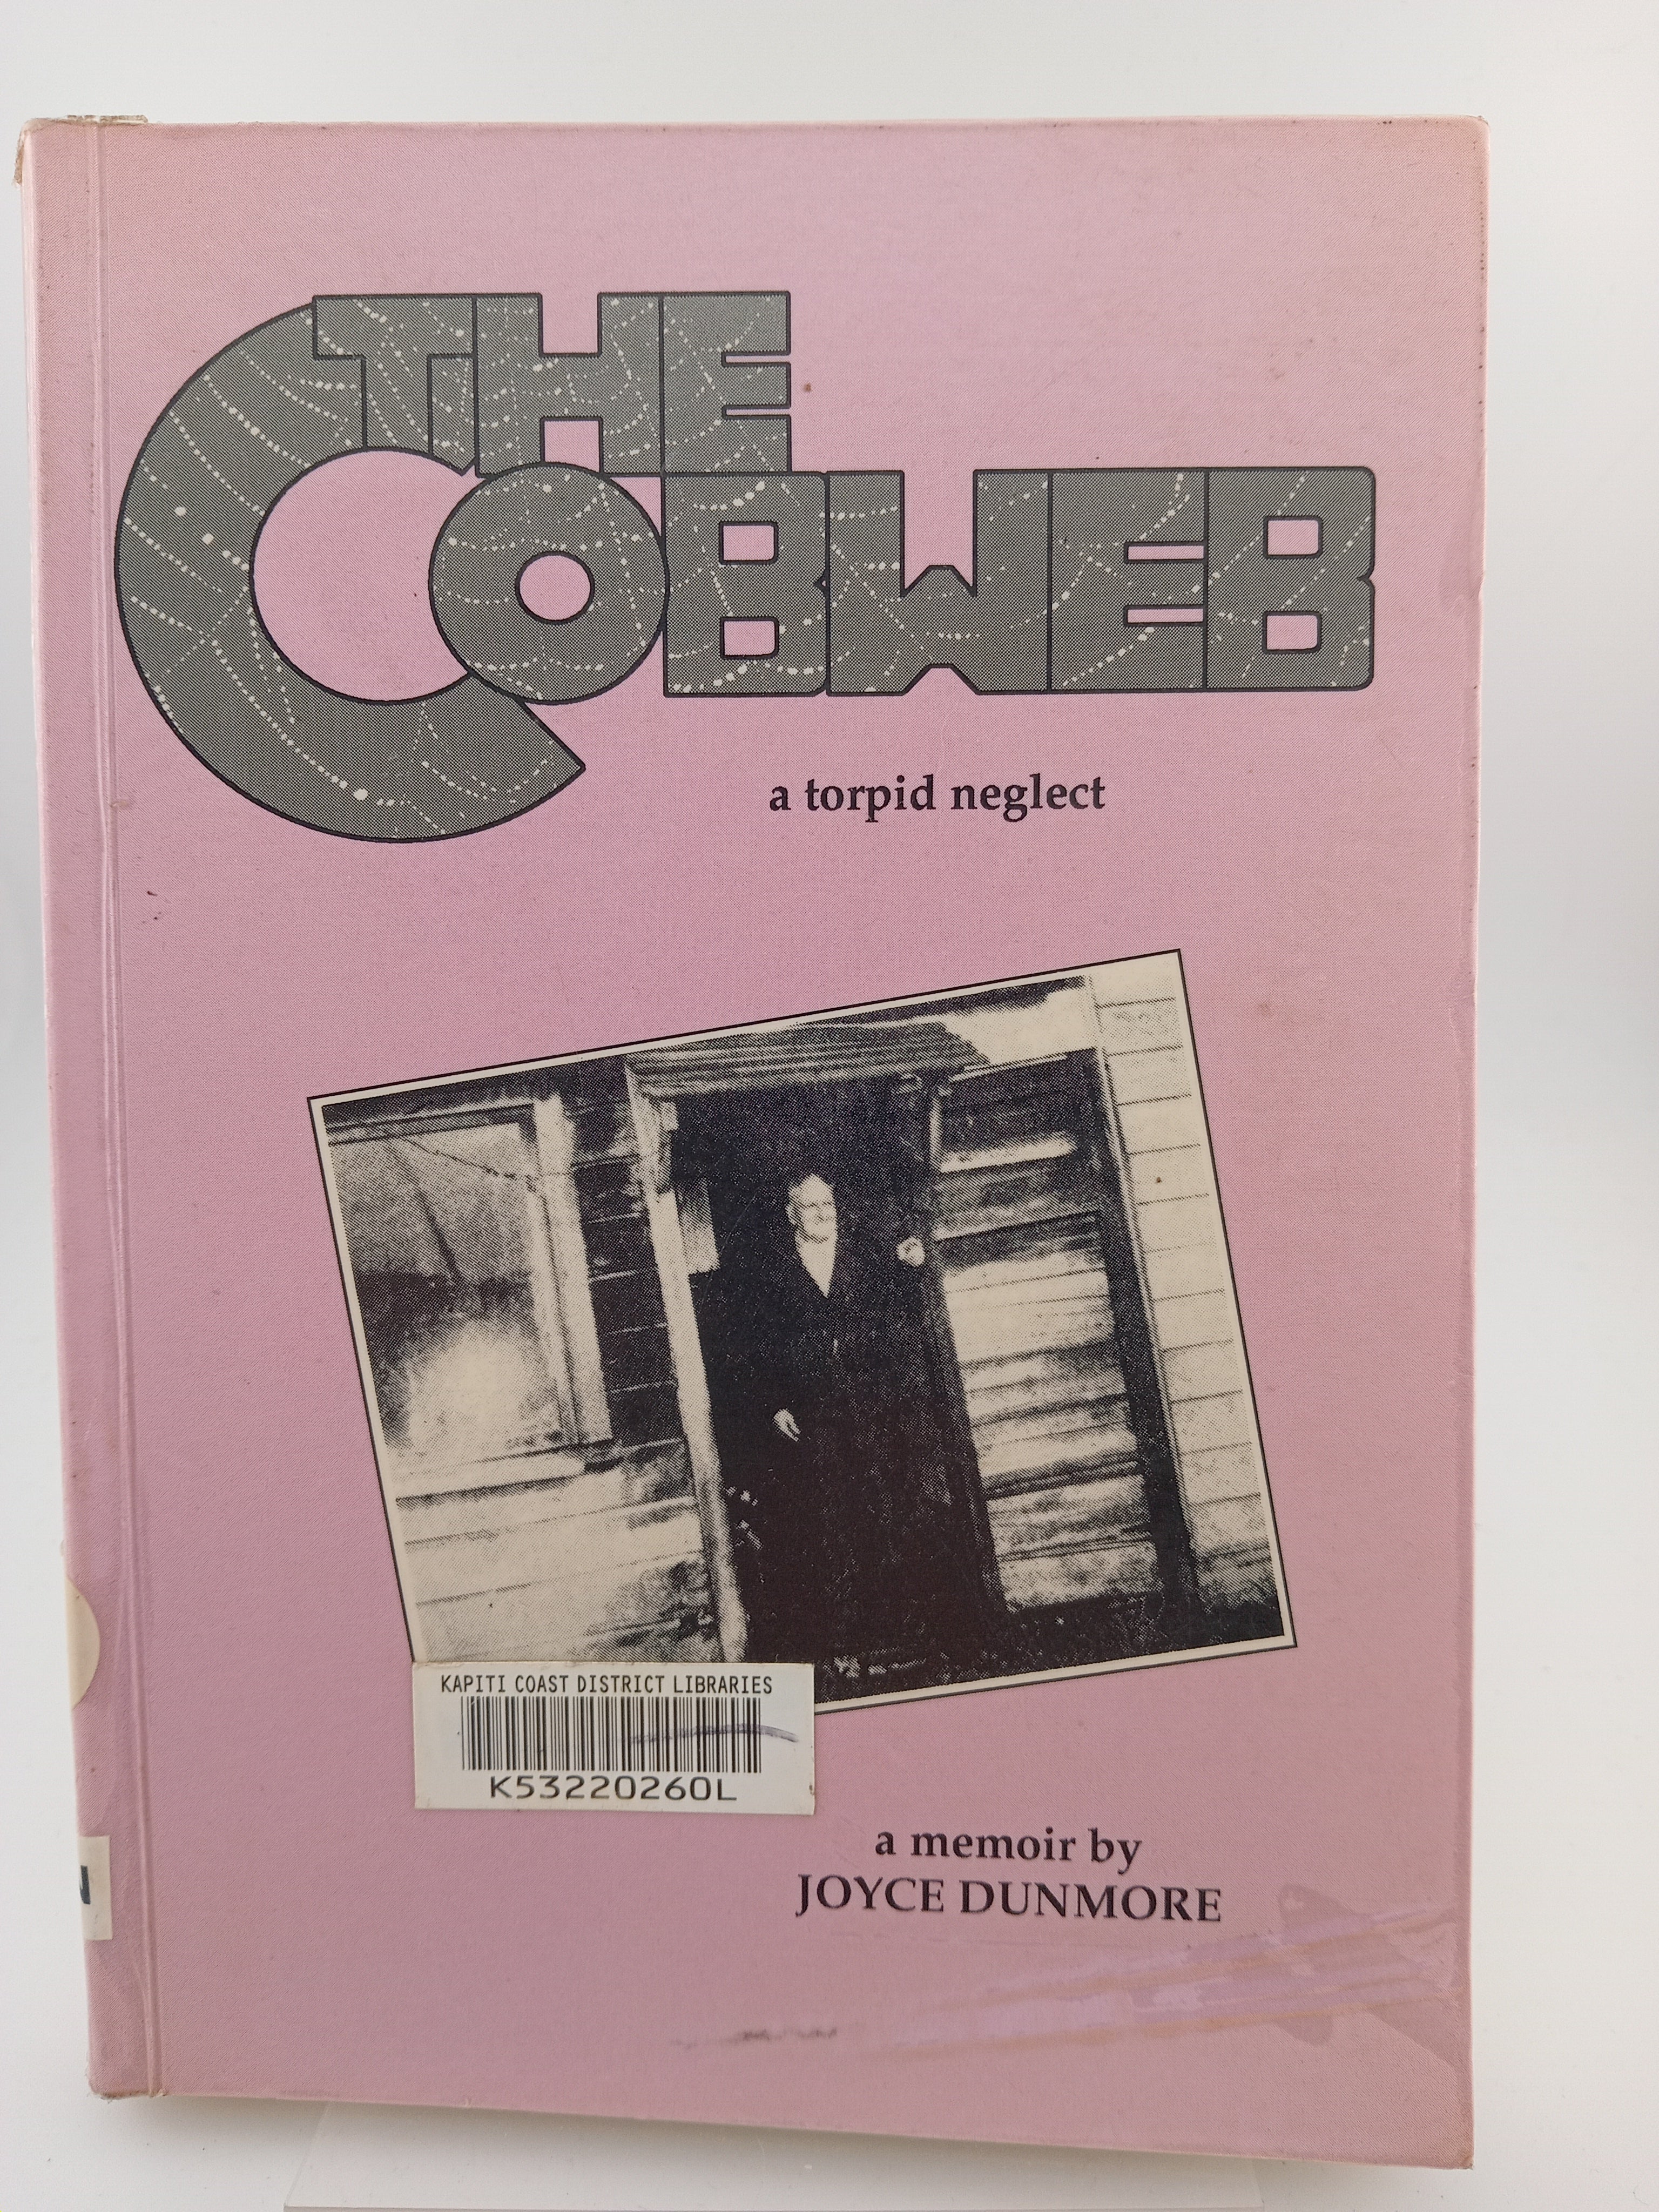 THE
COBWEB
a torpid neglect
KAPITI COAST DISTRICT LIBRARIES
K53220260L
a memoir by
JOYCE DUNMORE